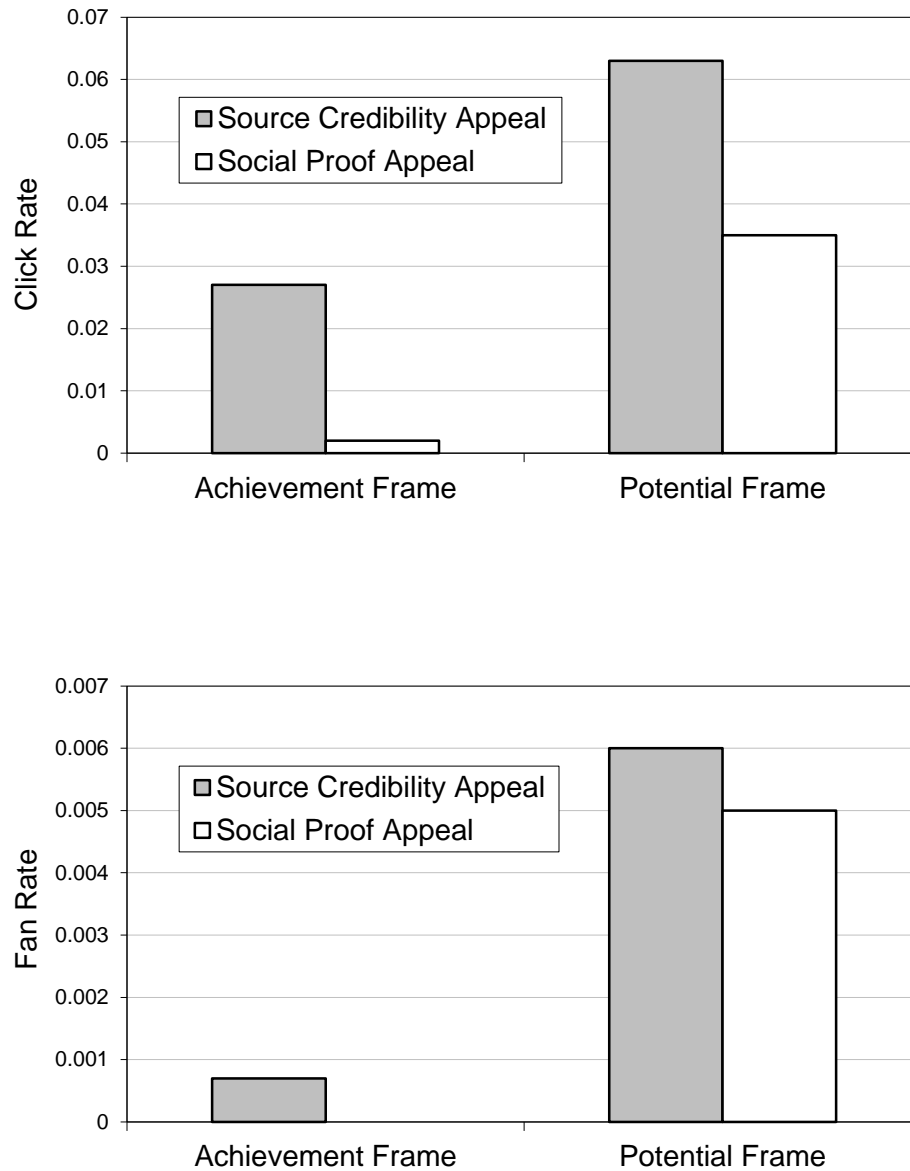 0.07
0.06
0.05
0.04
0.03
0.02
0.01
0
Click Rate
Source Credibility Appeal
Social Proof Appeal
Achievement Frame Potential Frame
0.007
0.006
0.005
0.004
0.003
0.002
0.001
0
Fan Rate
Source Credibility Appeal
Social Proof Appeal
Achievement Frame Potential Frame